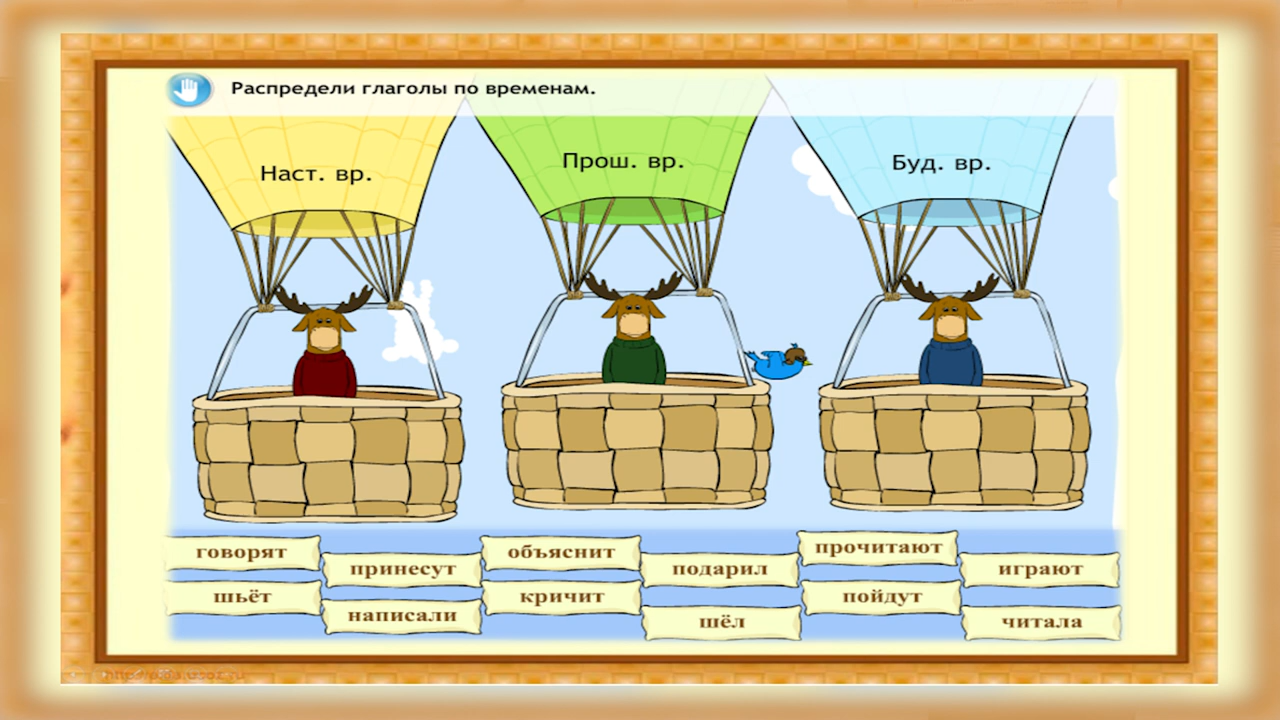 Распредели глаголы по временам.
Наст. вр.
Прош. вр.
Буд. вр.
говорят
принесут
объяснит
подарил
прочитают
играют
шьёт
написали
кричит
шёл
пойдут
читала